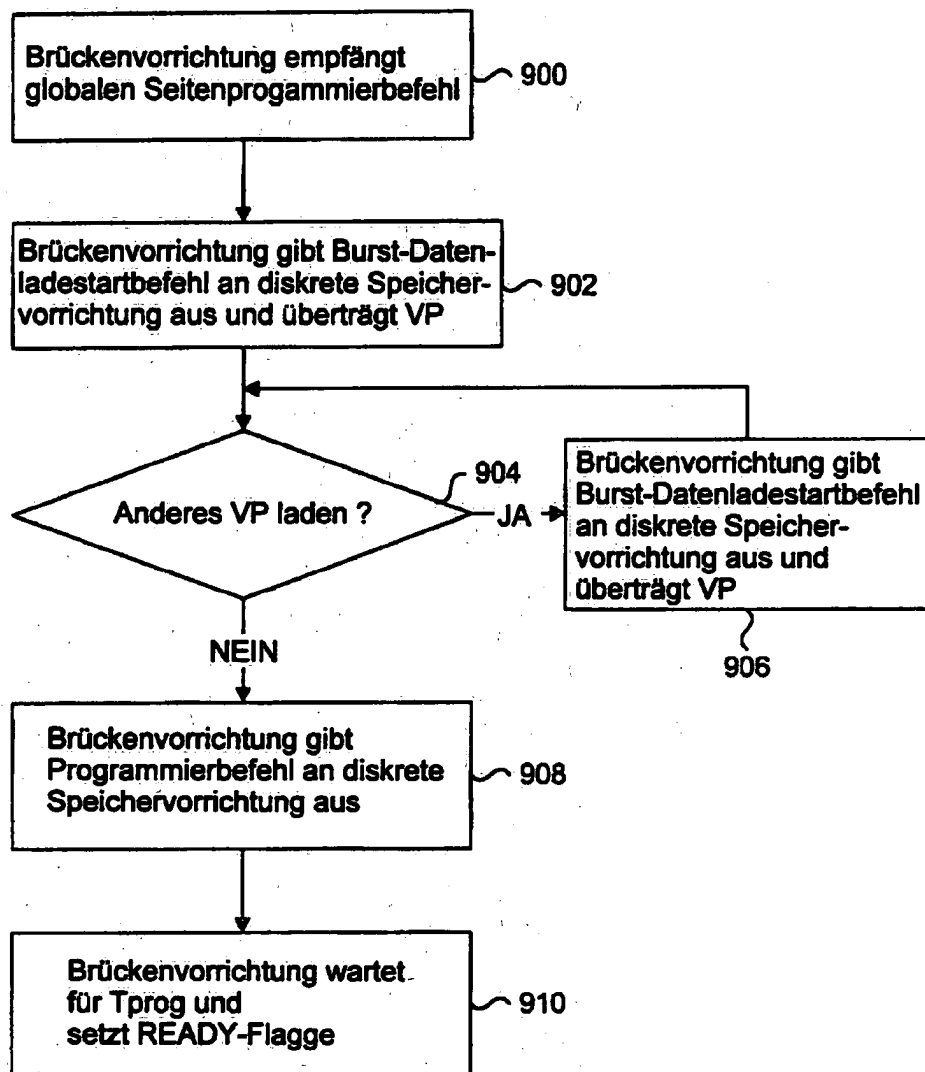 Brückenvorrichtung empfängt
globalen Seitenprogammierbefehl
900
Brückenvorrichtung gibt Burst-Daten-
ladestartbefehl an diskrete Speicher-
vorrichtung aus und überträgt VP
902
Anderes VP laden ?
904
JA
Brückenvorrichtung gibt
Burst-Datenladestartbefehl
an diskrete Speicher-
vorrichtung aus und
überträgt VP
906
NEIN
Brückenvorrichtung gibt
Programmierbefehl an diskrete
Speichervorrichtung aus
908
Brückenvorrichtung wartet
für Tprog und
setzt READY-Flagge
910